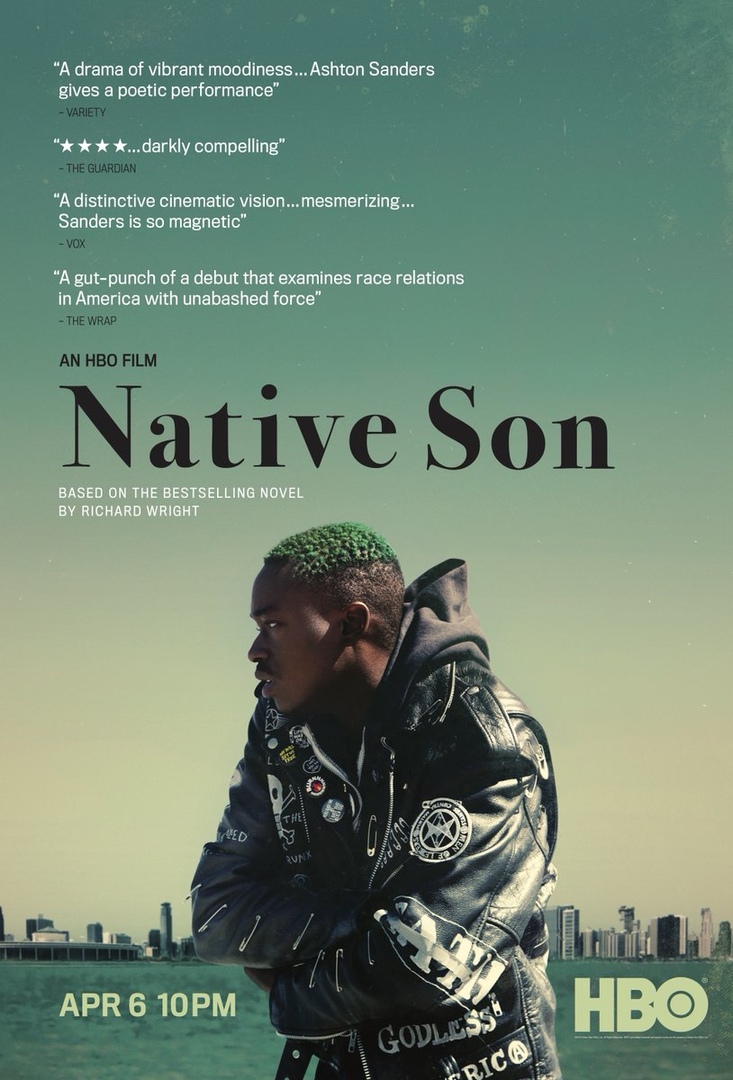 “A drama of vibrant moodiness...Ashton Sanders
gives a poetic performance”
– VARIETY
“★★★★...darkly compelling”
– THE GUARDIAN
“A distinctive cinematic vision...mesmerizing...
Sanders is so magnetic”
– VOX
“A gut-punch of a debut that examines race relations
in America with unabashed force”
– THE WRAP
AN HBO FILM
Native Son
BASED ON THE BESTSELLING NOVEL
BY RICHARD WRIGHT
THE
GODLESS
APR 6 10PM
HBO®